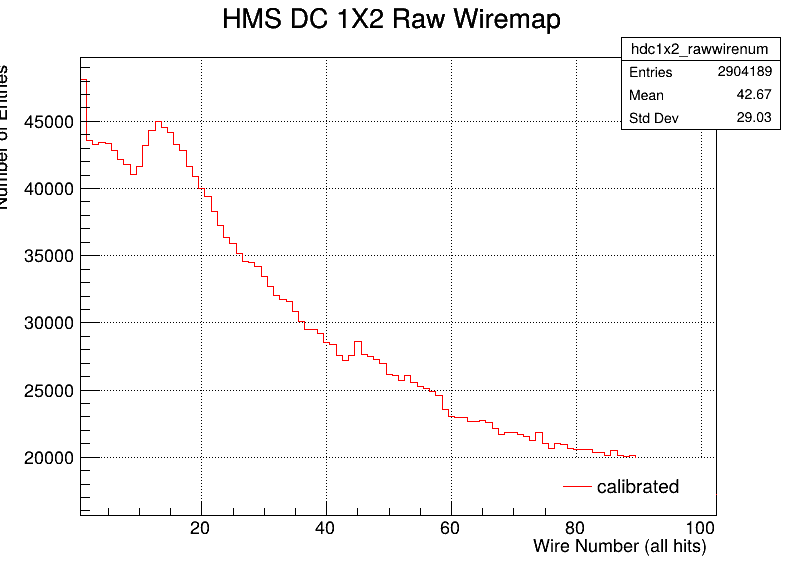 HMS DC 1X2 Raw Wiremap
hdc1x2_rawwirenum
Entries 2904189
Mean 42.67
Std Dev 29.03
Number of Entries
45000
40000
35000
30000
25000
20000
calibrated
20 40 60 80 100
Wire Number (all hits)